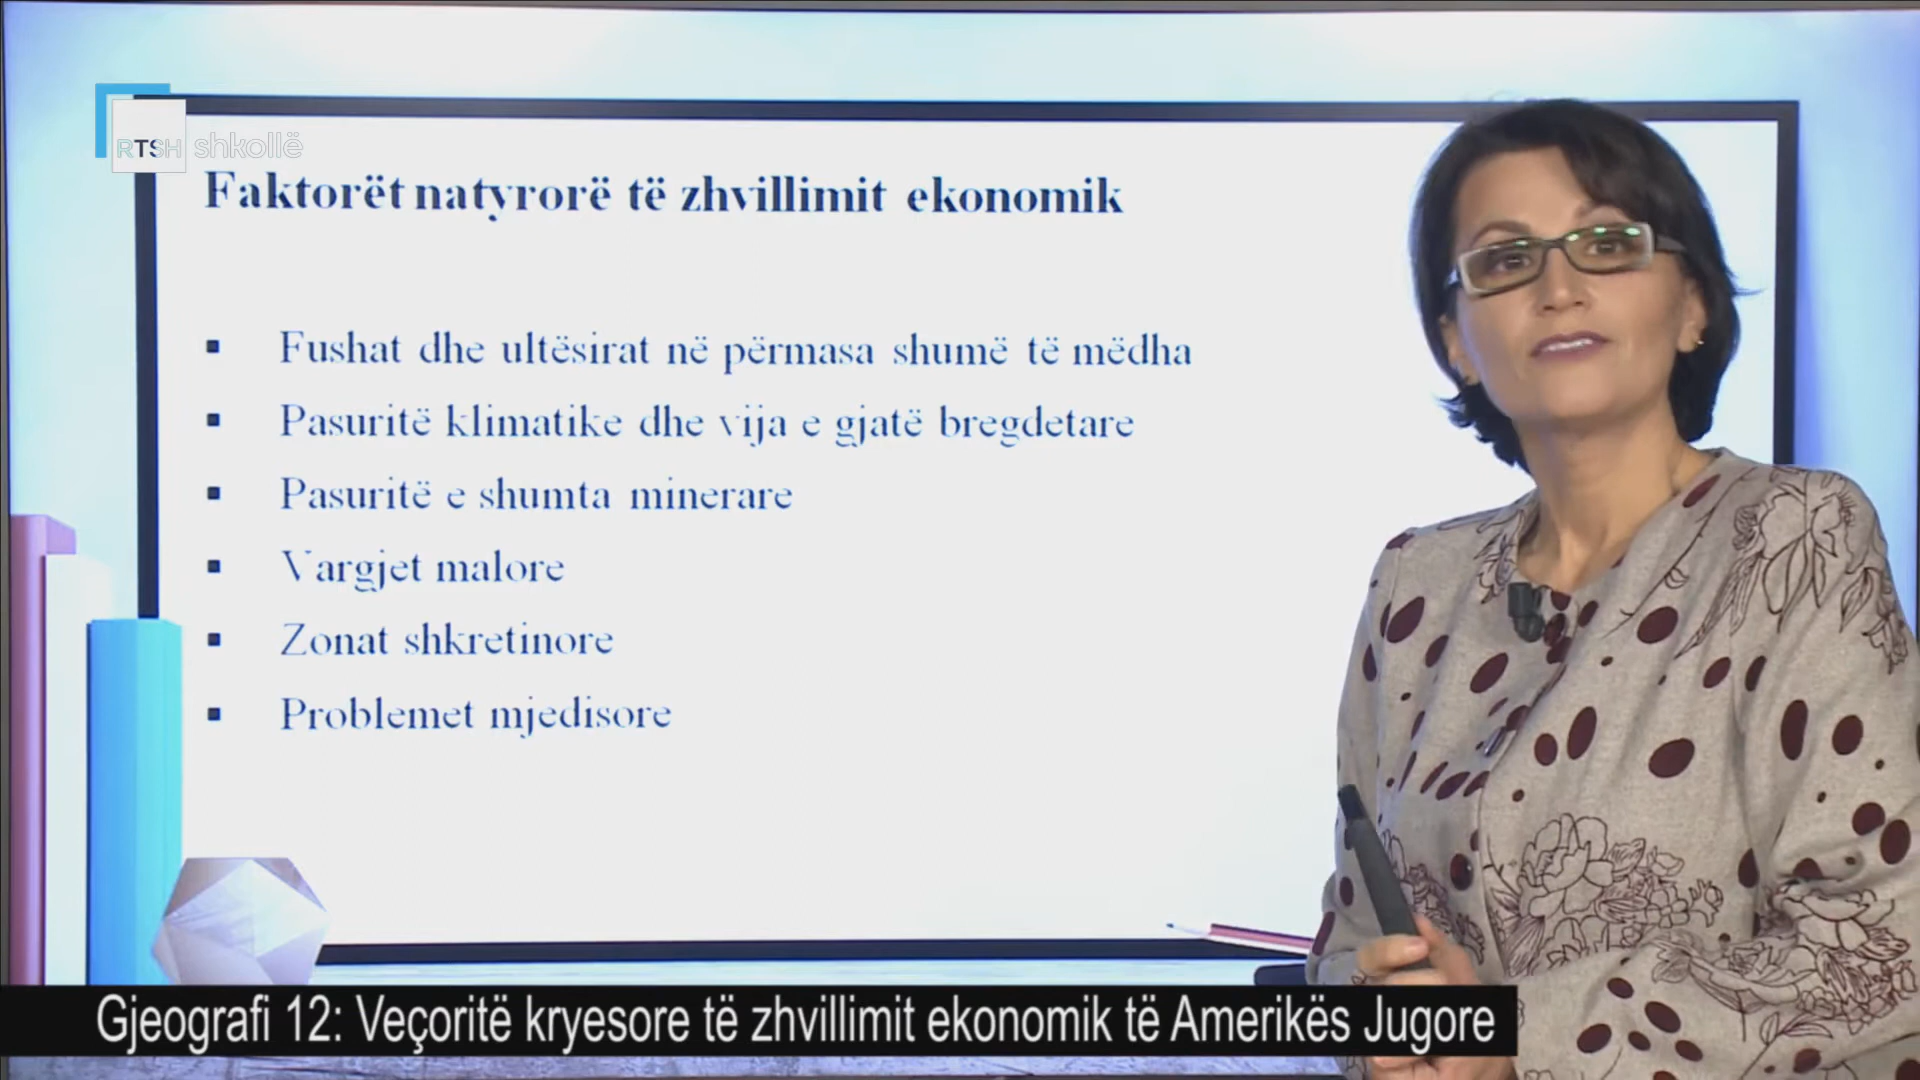 RTSH shkollë
Faktorët natyrorë të zhvillimit ekonomik
▪ Fushat dhe ultësirat në përmasa shumë të mëdha
▪ Pasuritë klimatike dhe vija e gjatë bregdetare
▪ Pasuritë e shumta minerare
▪ Vargjet malore
▪ Zonat shkretinore
▪ Problemet mjedisore
Gjeografi 12: Veçoritë kryesore të zhvillimit ekonomik të Amerikës Jugore